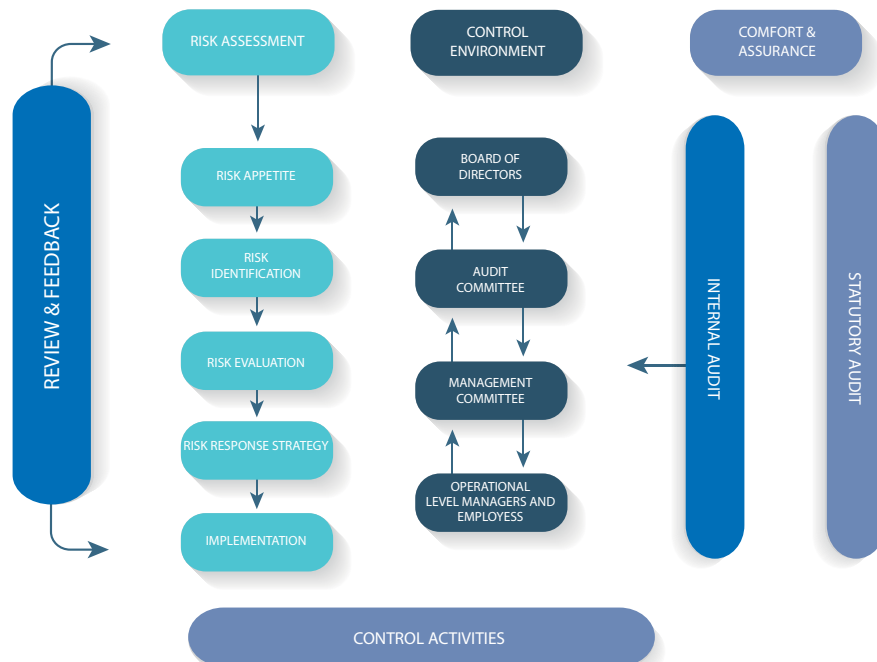 RISK ASSESSMENT
CONTROL
ENVIRONMENT
COMFORT &
ASSURANCE
REVIEW & FEEDBACK
RISK APPETITE
RISK
IDENTIFICATION
RISK EVALUATION
RISK RESPONSE STRATEGY
IMPLEMENTATION
BOARD OF
DIRECTORS
AUDIT
COMMITTEE
MANAGEMENT
COMMITTEE
OPERATIONAL
LEVEL MANAGERS AND
EMPLOYESS
INTERNAL AUDIT
STATUTORY AUDIT
CONTROL ACTIVITIES